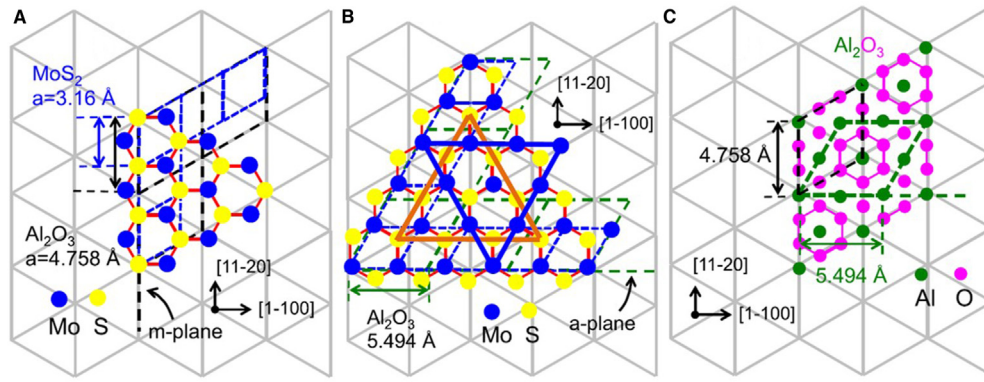 A
MoS2
a=3.16 Å
Al2O3
a=4.758 Å
Mo
S
m-plane
[11-20]
[1-100]
B
[11-20]
[1-100]
Al2O3
5.494 Å
Mo
S
a-plane
C
Al2O3
4.758 Å
5.494 Å
[11-20]
[1-100]
Al
O